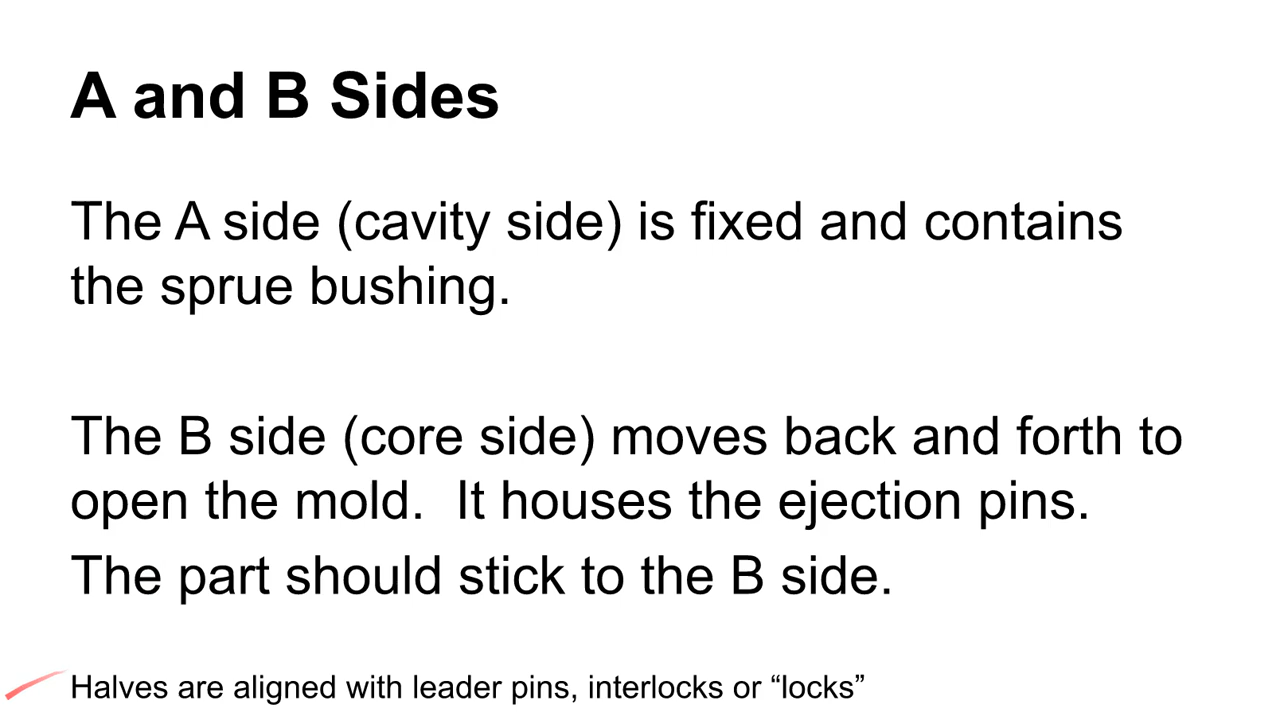 A and B Sides
The A side (cavity side) is fixed and contains
the sprue bushing.
The B side (core side) moves back and forth to
open the mold.  It houses the ejection pins.
The part should stick to the B side.
Halves are aligned with leader pins, interlocks or “locks”